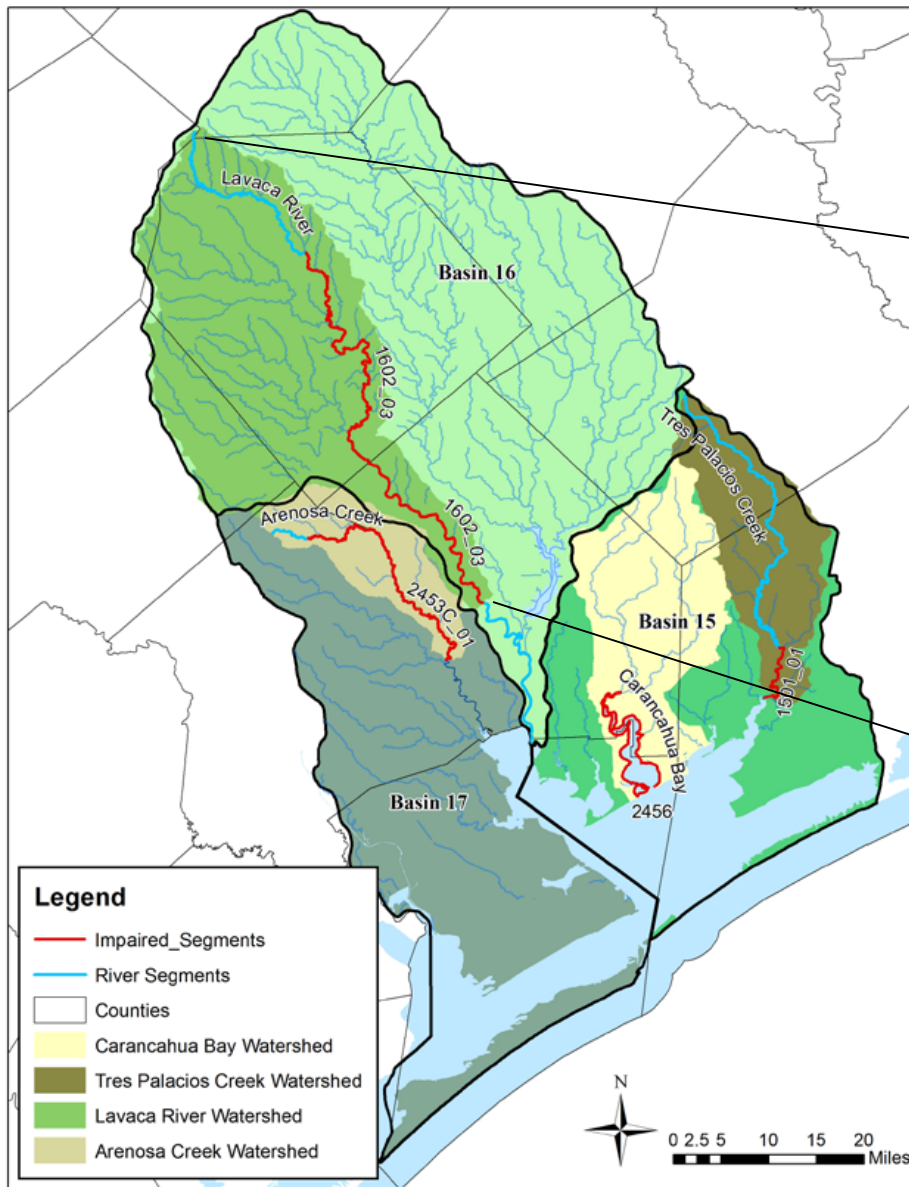 Lavaca River
Basin 16
1602_03
Tres Palacios Creek
Arenosa Creek
1602_03
2453C_01
Basin 15
1501_01
Carancahua Bay
2456
Basin 17
Legend
Impaired_Segments
River Segments
Counties
Carancahua Bay Watershed
Tres Palacios Creek Watershed
Lavaca River Watershed
Arenosa Creek Watershed
N
0 2.5 5 10 15 20
Miles